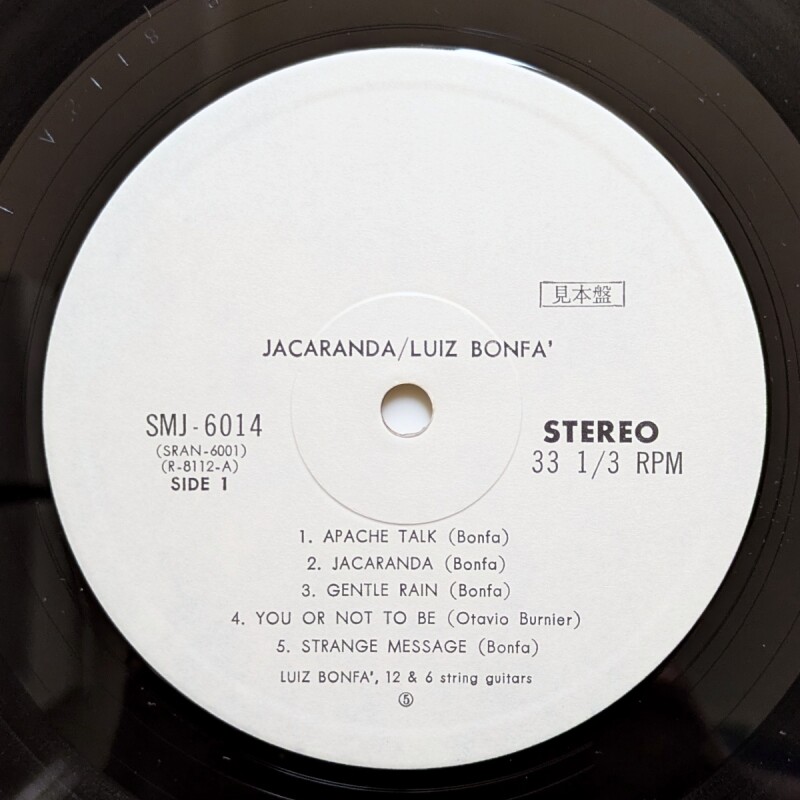 見本盤
JACARANDA/LUIZ BONFA'
SMJ-6014
(SRAN-6001)
(R-8112-A)
SIDE 1
STEREO
33 1/3 RPM
1. APACHE TALK (Bonfa)
2. JACARANDA (Bonfa)
3. GENTLE RAIN (Bonfa)
4. YOU OR NOT TO BE (Otavio Burnier)
5. STRANGE MESSAGE (Bonfa)
LUIZ BONFA', 12 & 6 string guitars
⑤